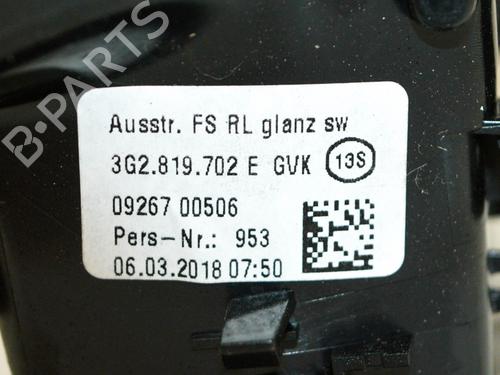 Ausstr. FS RL glanz sw
3G2.819.702 E GVK 13S
09267 00506
Pers-Nr.: 953
06.03.2018 07:50
B-PARTS